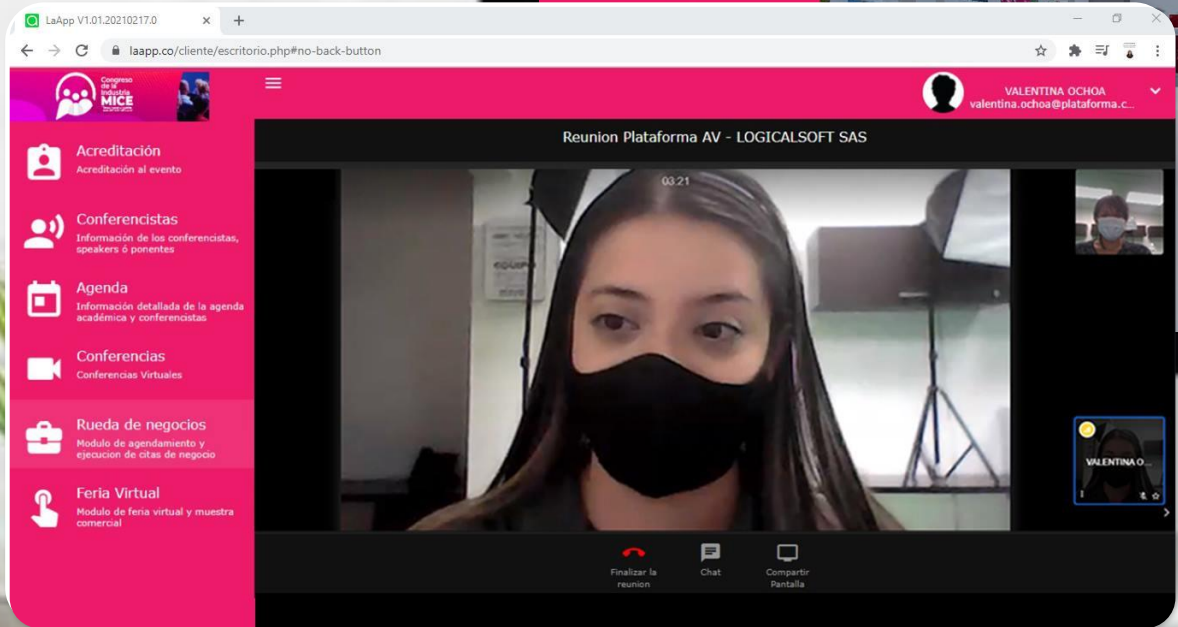 LaApp V1.01.20210217.0
laapp.co/cliente/escritorio.php#no-back-button
Congreso
de la
Industria
MICE
VALENTINA OCHOA
valentina.ochoa@plataforma.c...
Acreditación
Acreditación al evento
Conferencistas
Información de los conferencistas,
speakers ó ponentes
Agenda
Información detallada de la agenda
académica y conferencistas
Conferencias
Conferencias Virtuales
Rueda de negocios
Modulo de agendamiento y
ejecucion de citas de negocio
Feria Virtual
Modulo de feria virtual y muestra
comercial
Reunion Plataforma AV - LOGICALSOFT SAS
03:21
VALENTINA O...
Finalizar la
reunion
Chat
Compartir
Pantalla